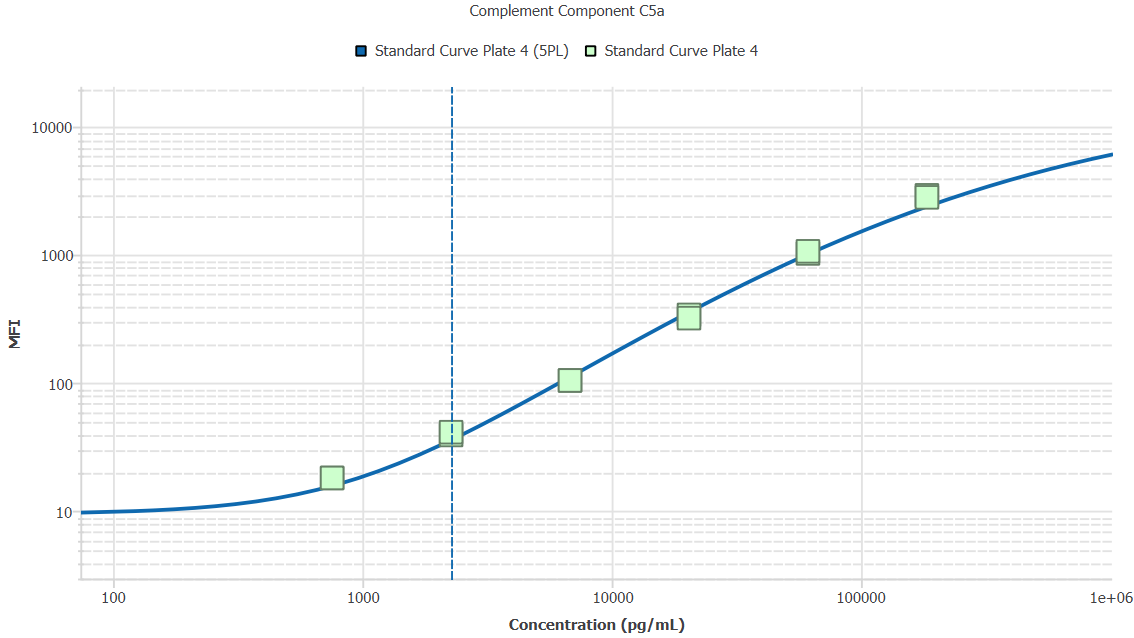 Complement Component C5a
Standard Curve Plate 4 (5PL) Standard Curve Plate 4
10000
1000
100
10
MFI
100 1000 10000 100000 1e+06
Concentration (pg/mL)